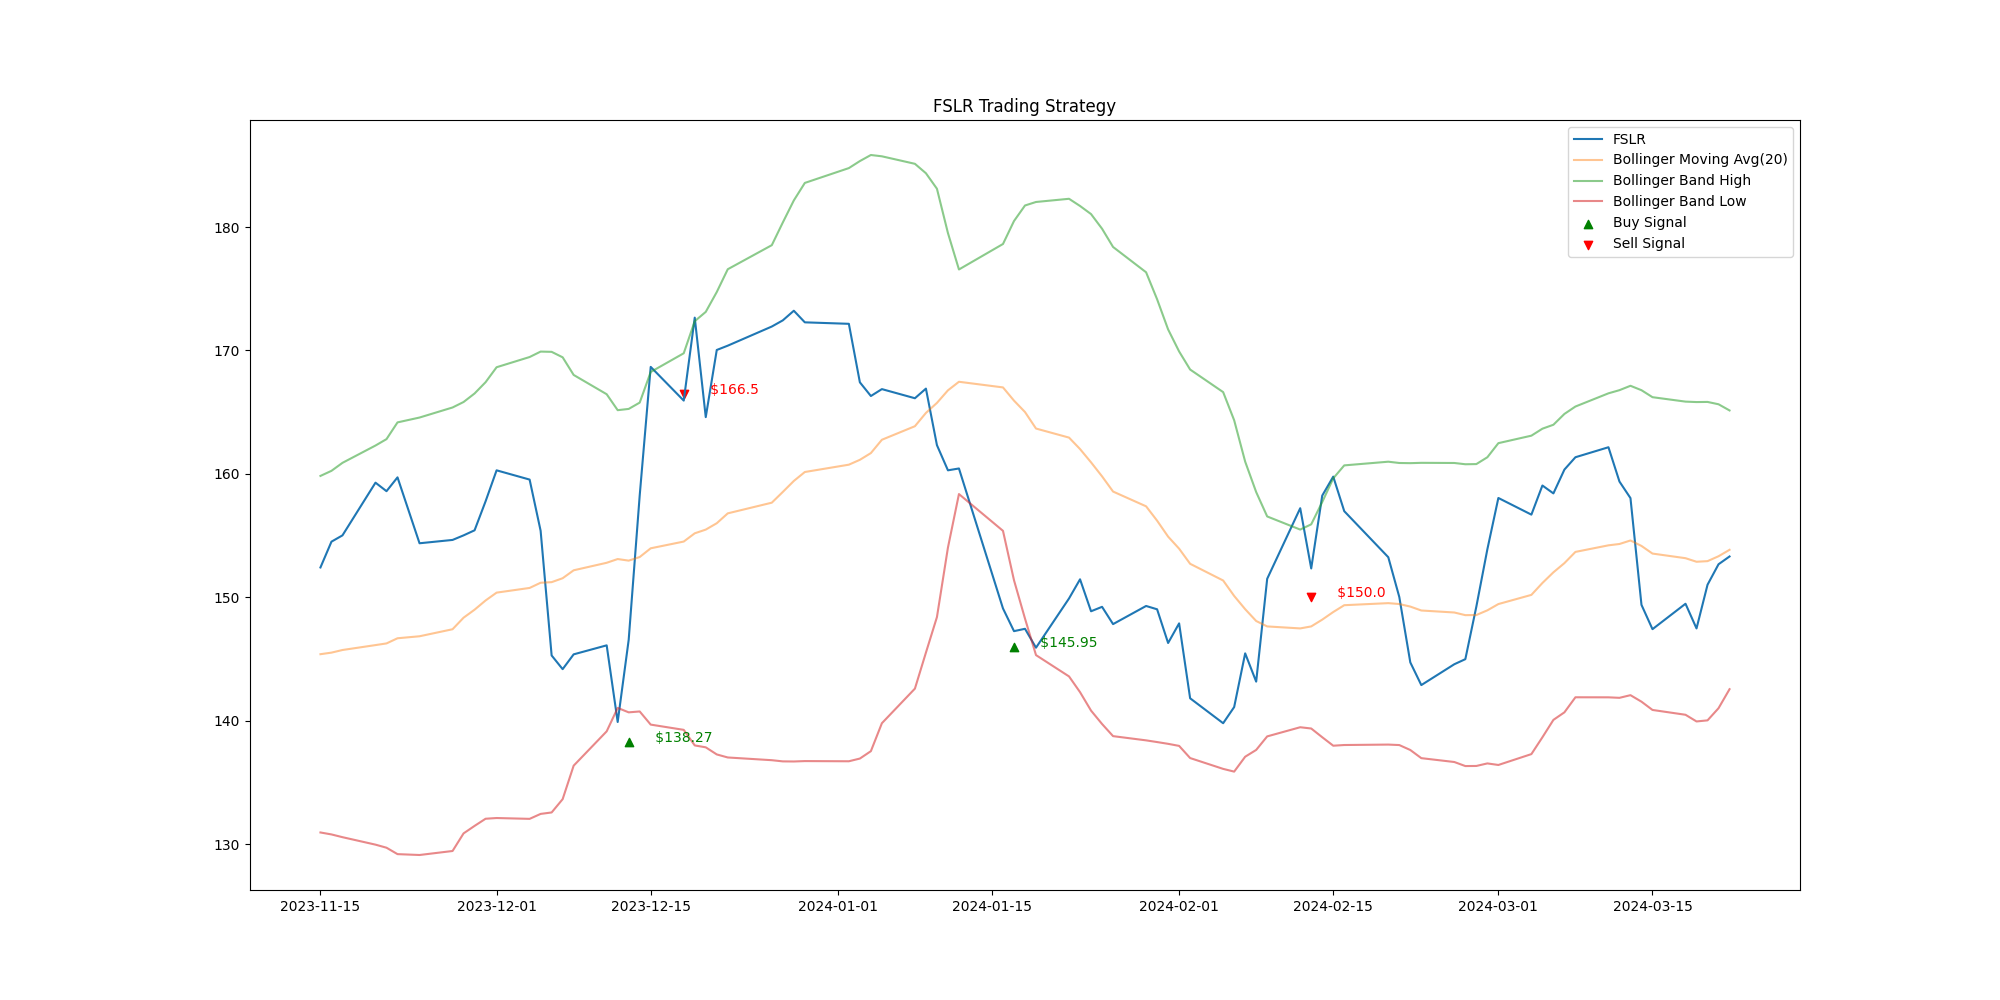 FSLR Trading Strategy
FSLR
Bollinger Moving Avg(20)
Bollinger Band High
Bollinger Band Low
Buy Signal
Sell Signal
180
170
160
150
140
130
$166.5
$150.0
$145.95
$138.27
2023-11-15
2023-12-01
2023-12-15
2024-01-01
2024-01-15
2024-02-01
2024-02-15
2024-03-01
2024-03-15